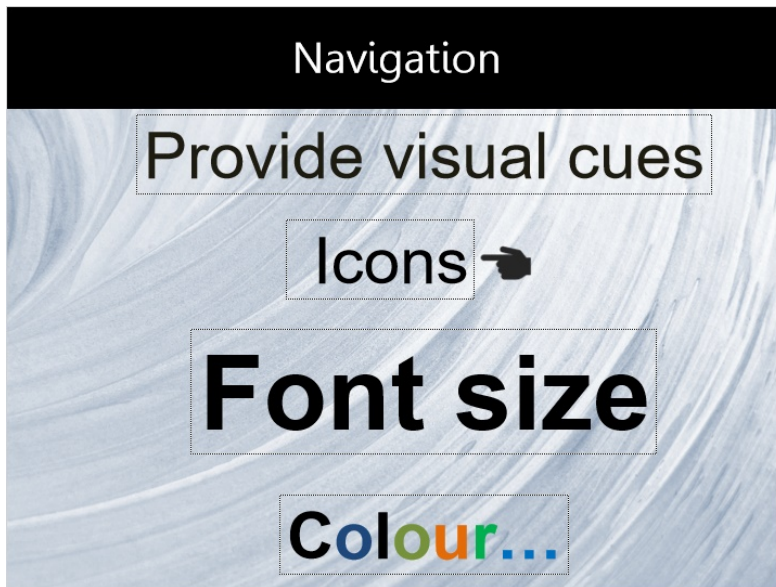 Navigation
Provide visual cues
Icons
Font size
Colour...